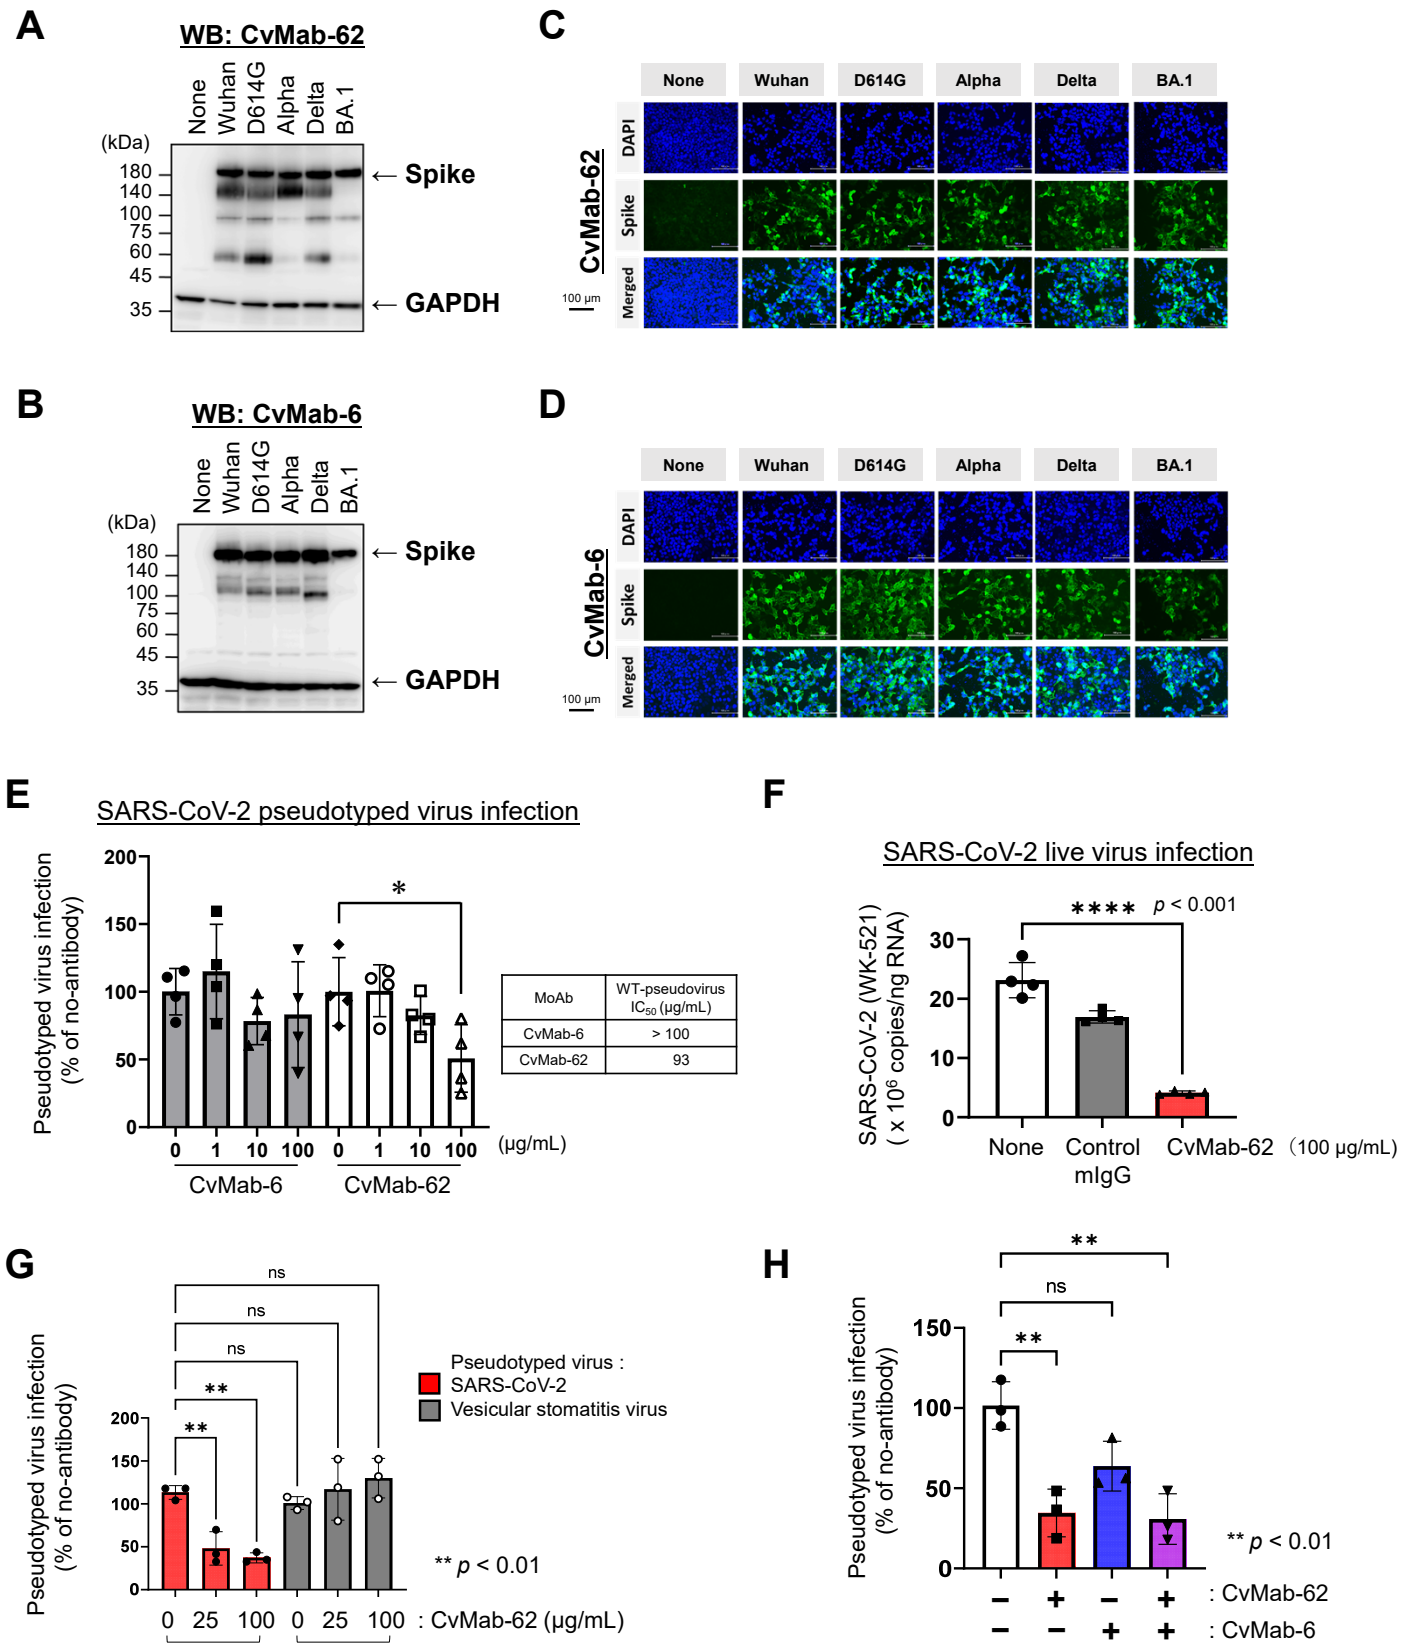 A
WB: CvMab-62
None
Wuhan
D614G
Alpha
Delta
BA.1
(kDa)
180
140
100
75
60
45
35
← Spike
← GAPDH
B
WB: CvMab-6
None
Wuhan
D614G
Alpha
Delta
BA.1
(kDa)
180
140
100
75
60
45
35
← Spike
← GAPDH
C
None Wuhan D614G Alpha Delta BA.1
CvMab-62
DAPI
Spike
Merged
100 µm
D
None Wuhan D614G Alpha Delta BA.1
CvMab-6
DAPI
Spike
Merged
100 µm
E
SARS-CoV-2 pseudotyped virus infection
Pseudotyped virus infection
(% of no-antibody)
200
150
100
50
0
*
0 1 10 100 0 1 10 100 (µg/mL)
CvMab-6 CvMab-62
MoAb WT-pseudovirus IC50 (µg/mL)
CvMab-6 > 100
CvMab-62 93
F
SARS-CoV-2 live virus infection
**** p < 0.001
SARS-CoV-2 (WK-521)
( x 10⁶ copies/ng RNA)
30
20
10
0
None Control mIgG CvMab-62 (100 µg/mL)
G
Pseudotyped virus infection
(% of no-antibody)
ns
ns
ns
**
**
200
150
100
50
0
Pseudotyped virus :
SARS-CoV-2
Vesicular stomatitis virus
** p < 0.01
0 25 100 0 25 100 : CvMab-62 (µg/mL)
H
Pseudotyped virus infection
(% of no-antibody)
**
ns
**
150
100
50
0
** p < 0.01
− + − + : CvMab-62
− − + + : CvMab-6